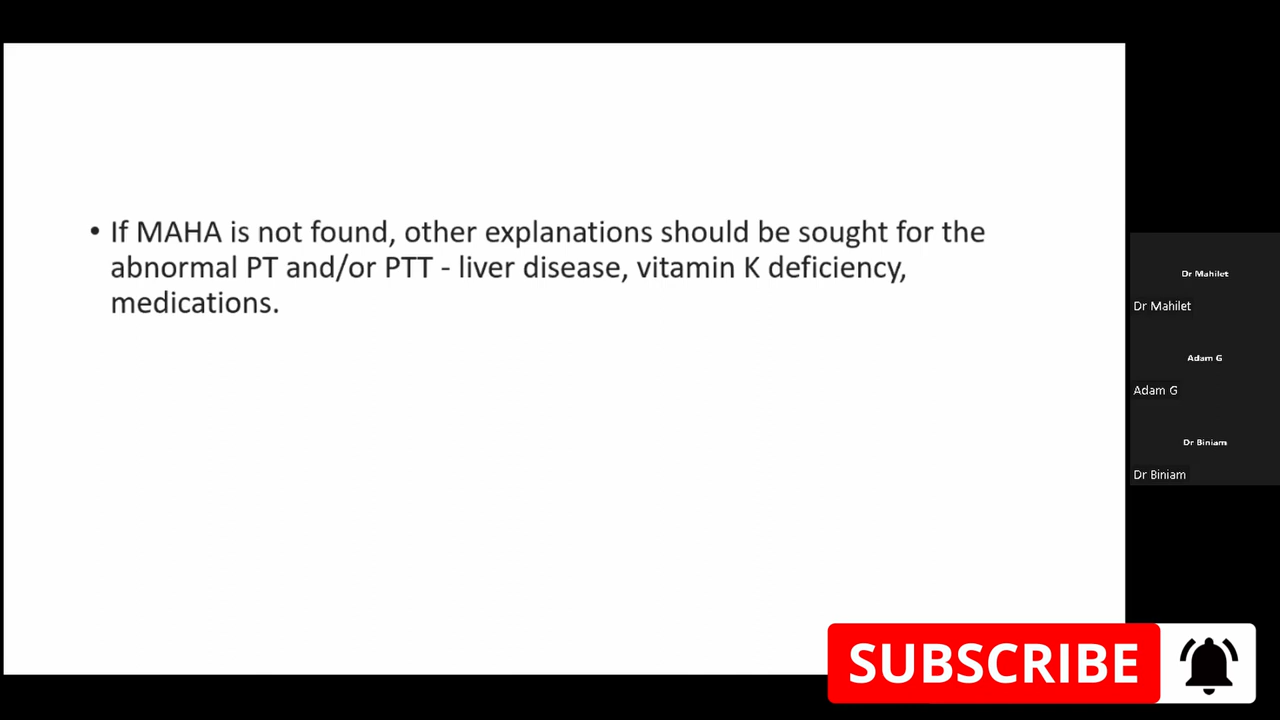 • If MAHA is not found, other explanations should be sought for the
abnormal PT and/or PTT - liver disease, vitamin K deficiency,
medications.
Dr Mahilet
Dr Mahilet
Adam G
Adam G
Dr Biniam
Dr Biniam
SUBSCRIBE